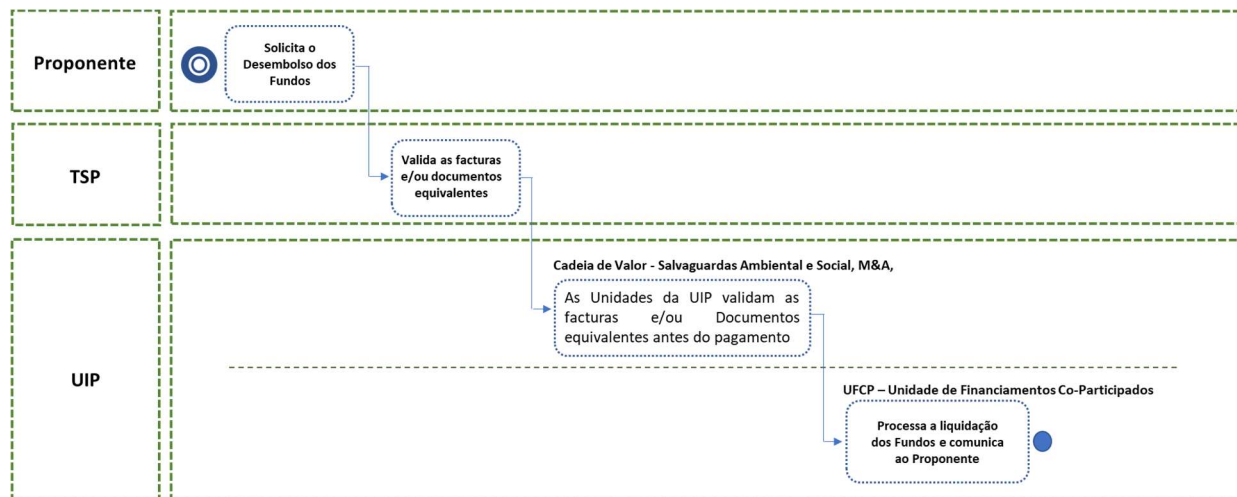 Proponente
Solicita o
Desembolso dos
Fundos
TSP
Valida as facturas
e/ou documentos
equivalentes
UIP
Cadeia de Valor - Salvaguardas Ambiental e Social, M&A,
As Unidades da UIP validam as
facturas e/ou Documentos
equivalentes antes do pagamento
UFCP – Unidade de Financiamentos Co-Participados
Processa a liquidação
dos Fundos e comunica
ao Proponente